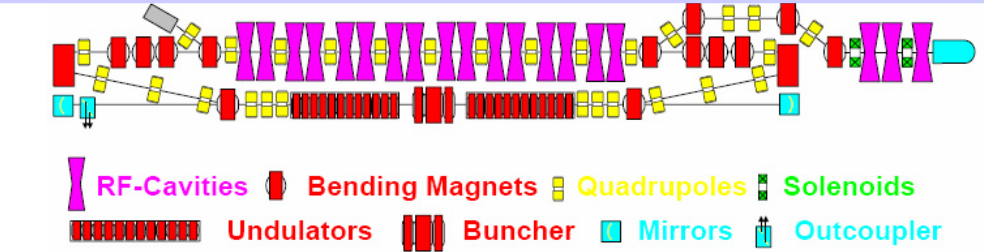 RF-Cavities Bending Magnets Quadrupoles Solenoids
Undulators Buncher Mirrors Outcoupler